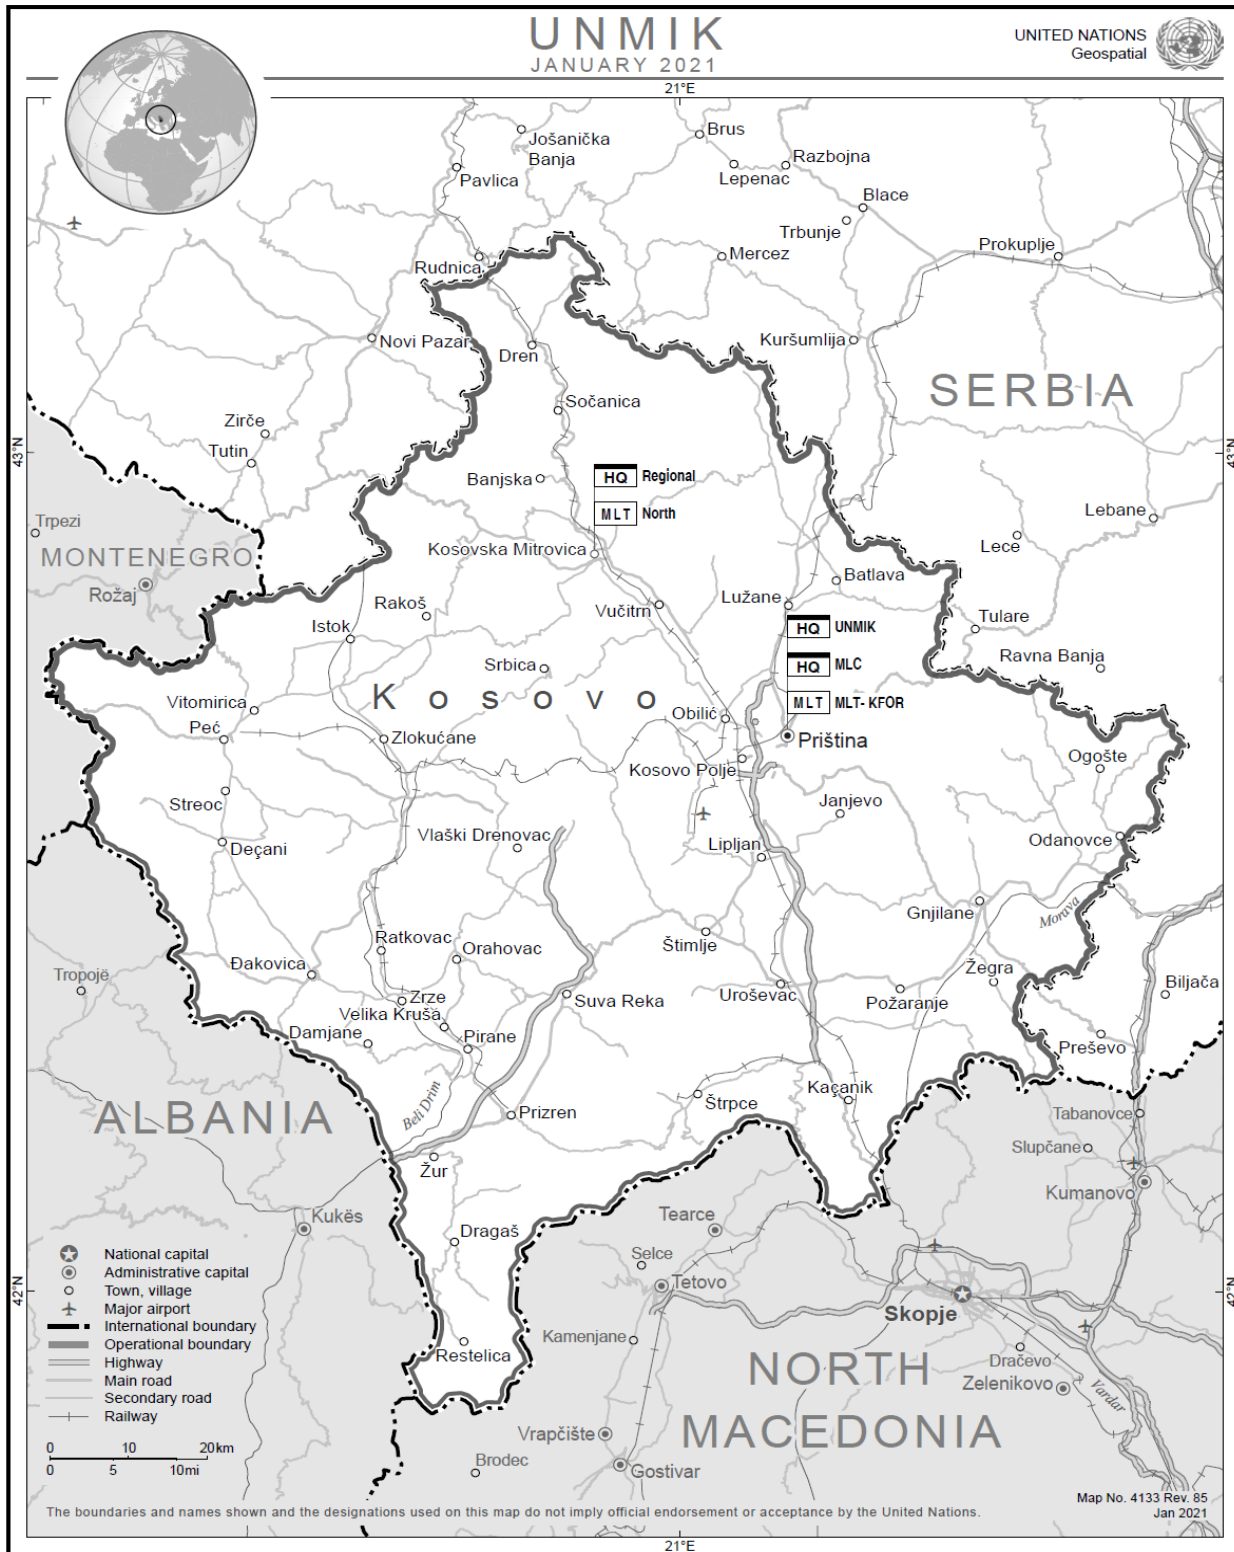 UNMIK
JANUARY 2021
UNITED NATIONS
Geospatial
21°E
Jošanička
Banja
Brus
Pavlica
Lepenac
Razbojna
Blace
Trbunje
Rudnica
Mercez
Prokuplje
Novi Pazar
Dren
Kuršumlija
SERBIA
Sočanica
Zirče
Tutin
43°N
43°N
Banjska
HQ Regional
MLT North
Lebane
Trpezi
Lece
MONTENEGRO
Kosovska Mitrovica
Rožaj
Batlava
Rakoš
Vučitrn
Lužane
Istok
Tulare
HQ UNMIK
Srbica
HQ MLC
Ravna Banja
Kosovo
Vitomirica
MLT MLT- KFOR
Obilić
Peć
Zlokućane
Priština
Kosovo Polje
Ogošte
Streoc
Janjevo
Vlaški Drenovac
Deçani
Lipljan
Odanovce
Gnjilane
Morava
Ratkovac
Orahovac
Štimlje
Đakovica
Tropojë
Žegra
Zrze
Suva Reka
Uroševac
Požaranje
Biljača
Velika Kruša
Damjane
Pirane
Preševo
Beli Drim
Kaçanik
ALBANIA
Prizren
Štrpce
Tabanovce
Žur
Slupčane
Kumanovo
Kukës
Tearce
Dragaš
Selce
Tetovo
42°N
42°N
Skopje
Kamenjane
Restelica
Dračevo
NORTH
MACEDONIA
Zelenikovo
Vardar
Vrapčište
Brodec
Gostivar
National capital
Administrative capital
Town, village
Major airport
International boundary
Operational boundary
Highway
Main road
Secondary road
Railway
0 10 20km
0 5 10mi
The boundaries and names shown and the designations used on this map do not imply official endorsement or acceptance by the United Nations.
Map No. 4133 Rev. 85
Jan 2021
21°E